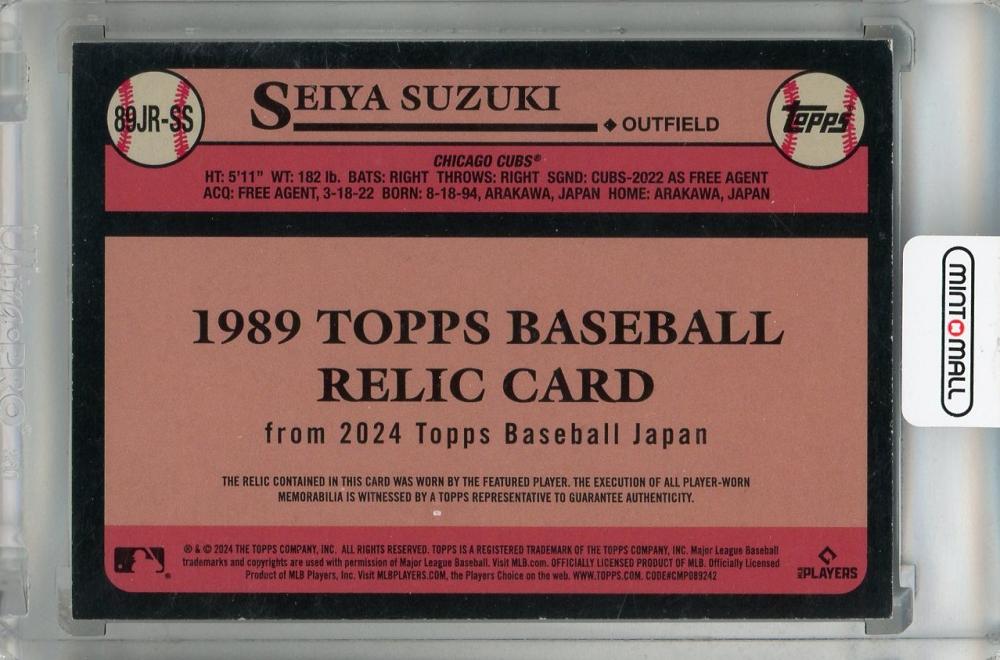 89JR-SS
SEIYA SUZUKI
◆ OUTFIELD
TOPPS
CHICAGO CUBS®
HT: 5'11" WT: 182 lb. BATS: RIGHT THROWS: RIGHT SGND: CUBS-2022 AS FREE AGENT
ACQ: FREE AGENT, 3-18-22 BORN: 8-18-94, ARAKAWA, JAPAN HOME: ARAKAWA, JAPAN
1989 TOPPS BASEBALL
RELIC CARD
from 2024 Topps Baseball Japan
THE RELIC CONTAINED IN THIS CARD WAS WORN BY THE FEATURED PLAYER. THE EXECUTION OF ALL PLAYER-WORN
MEMORABILIA IS WITNESSED BY A TOPPS REPRESENTATIVE TO GUARANTEE AUTHENTICITY.
® & © 2024 THE TOPPS COMPANY, INC. ALL RIGHTS RESERVED. TOPPS IS A REGISTERED TRADEMARK OF THE TOPPS COMPANY, INC. Major League Baseball
trademarks and copyrights are used with permission of Major League Baseball. Visit MLB.com. OFFICIALLY LICENSED PRODUCT OF MLB. Officially Licensed
Product of MLB Players, Inc. Visit MLBPLAYERS.COM, the Players Choice on the web. WWW.TOPPS.COM. CODE#CMP089242
MLB PLAYERS
MINTOMALL